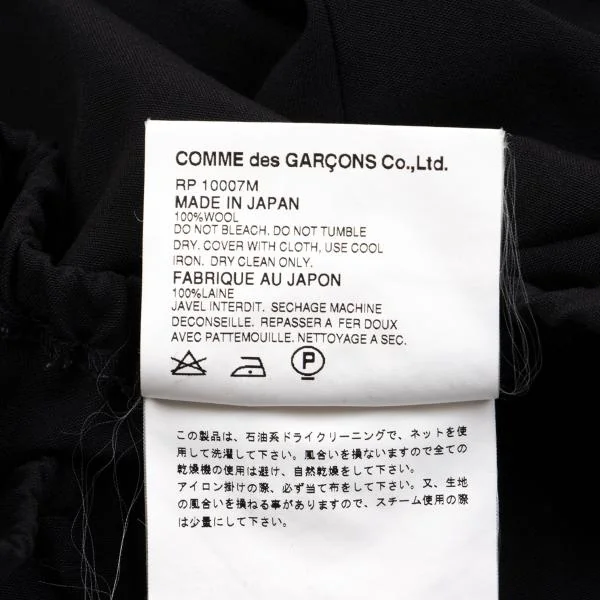 COMME des GARÇONS Co.,Ltd.
RP 10007M
MADE IN JAPAN
100%WOOL
DO NOT BLEACH. DO NOT TUMBLE
DRY. COVER WITH CLOTH, USE COOL
IRON. DRY CLEAN ONLY.
FABRIQUE AU JAPON
100%LAINE
JAVEL INTERDIT. SECHAGE MACHINE
DECONSEILLE. REPASSER A FER DOUX
AVEC PATTEMOUILLE. NETTOYAGE A SEC.
P
この製品は、石油系ドライクリーニングで、ネットを使
用して洗濯して下さい。風合いを損ないますので全ての
乾燥機の使用は避け、自然乾燥をして下さい。
アイロン掛けの際、必ず当て布をして下さい。又、生地
の風合いを損ねる事がありますので、スチーム使用の際
は少量にして下さい。